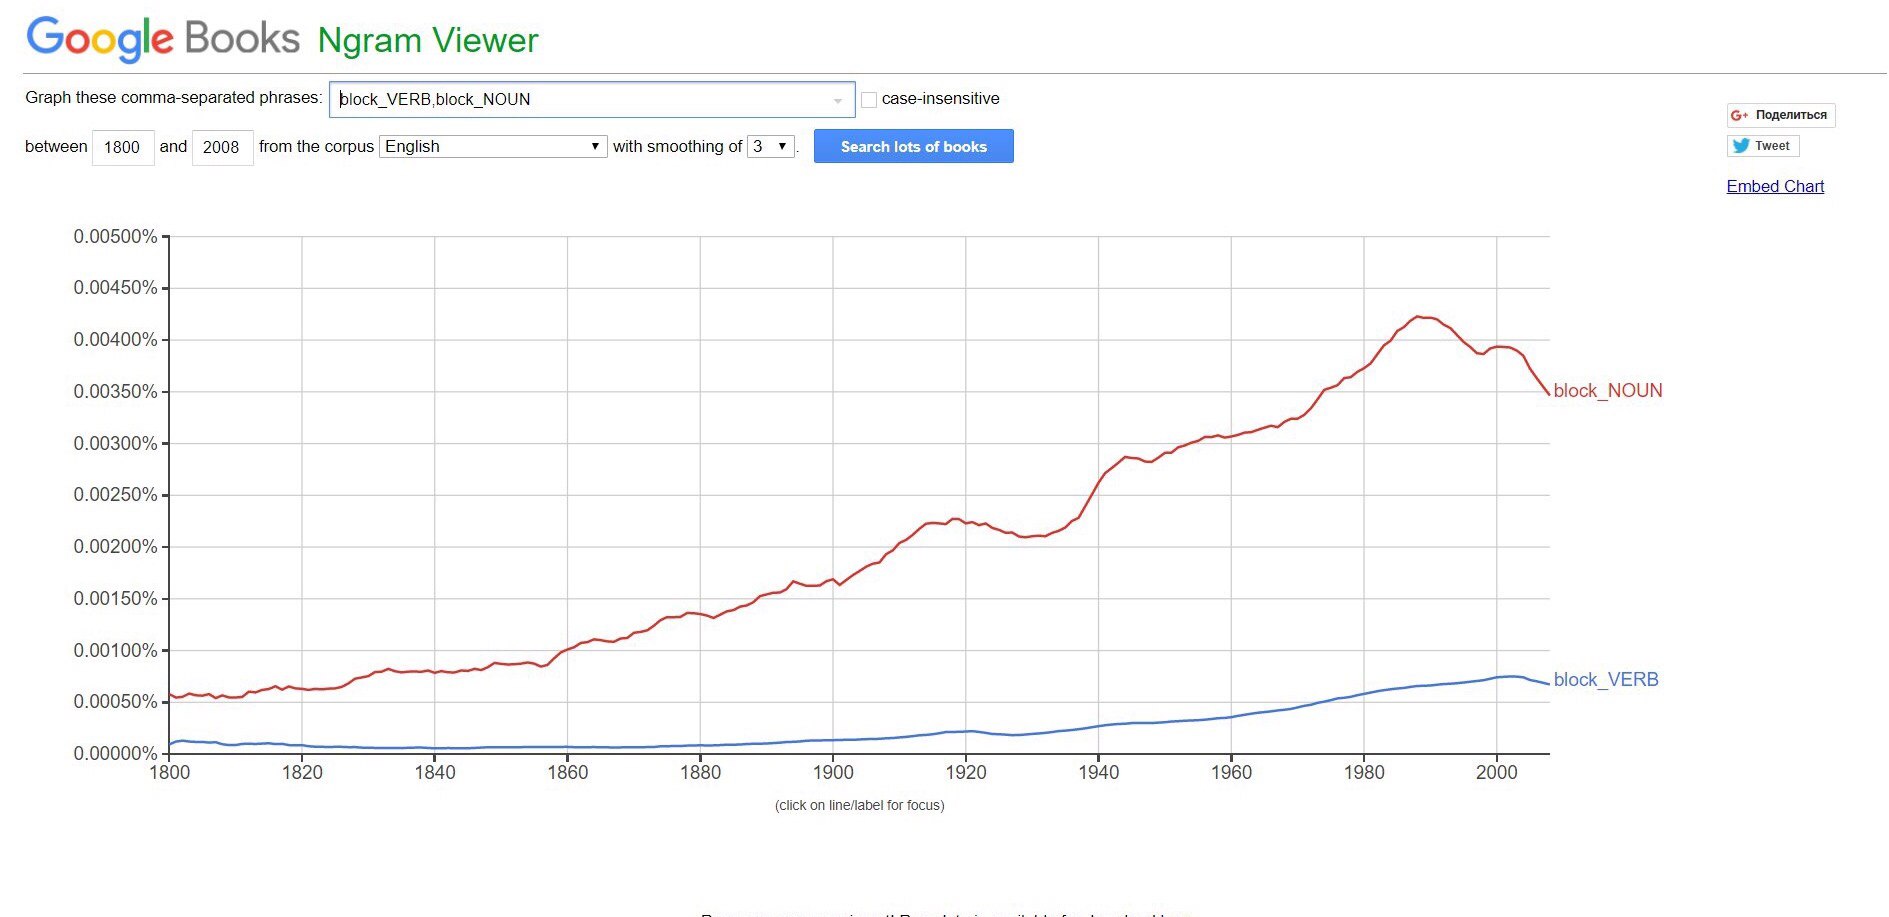 Google Books Ngram Viewer
Graph these comma-separated phrases: block_VERB,block_NOUN case-insensitive
between 1800 and 2008 from the corpus English with smoothing of 3 . Search lots of books
G+ Поделиться
Tweet
Embed Chart
0.00500%
0.00450%
0.00400%
0.00350%
0.00300%
0.00250%
0.00200%
0.00150%
0.00100%
0.00050%
0.00000%
block_NOUN
block_VERB
1800 1820 1840 1860 1880 1900 1920 1940 1960 1980 2000
(click on line/label for focus)